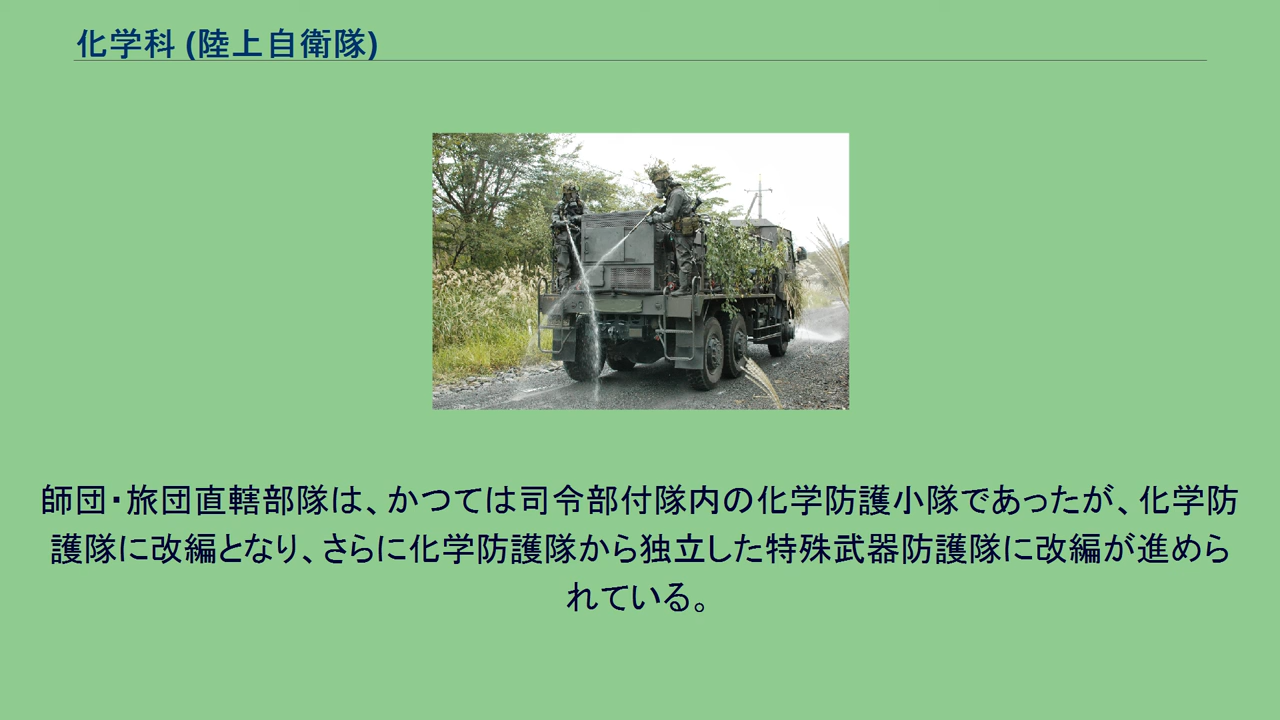 化学科 (陸上自衛隊)
師団・旅団直轄部隊は、かつては司令部付隊内の化学防護小隊であったが、化学防
護隊に改編となり、さらに化学防護隊から独立した特殊武器防護隊に改編が進めら
れている。